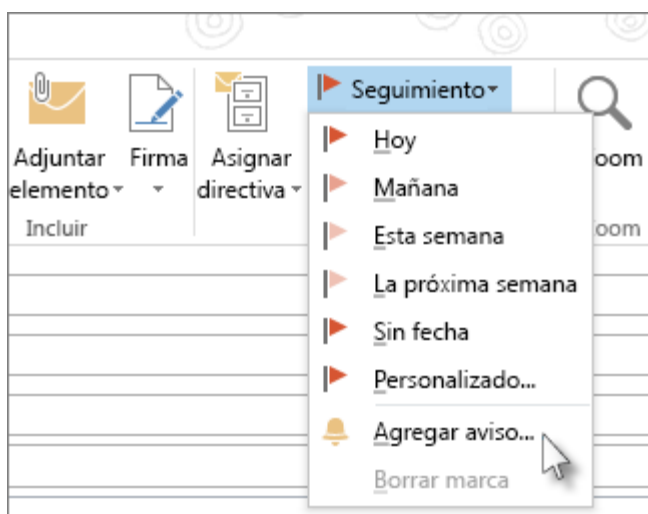 Seguimiento
Adjuntar elemento
Firma
Asignar directiva
Incluir
Hoy
Mañana
Esta semana
La próxima semana
Sin fecha
Personalizado...
Agregar aviso...
Borrar marca
oom
oom